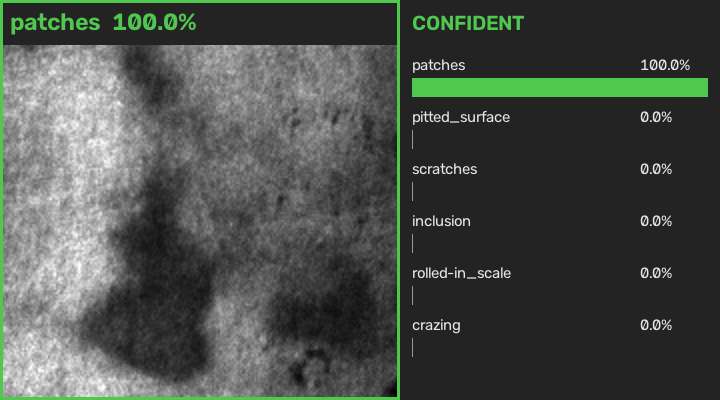 patches 100.0%
CONFIDENT
patches 100.0%
pitted_surface 0.0%
scratches 0.0%
inclusion 0.0%
rolled-in_scale 0.0%
crazing 0.0%